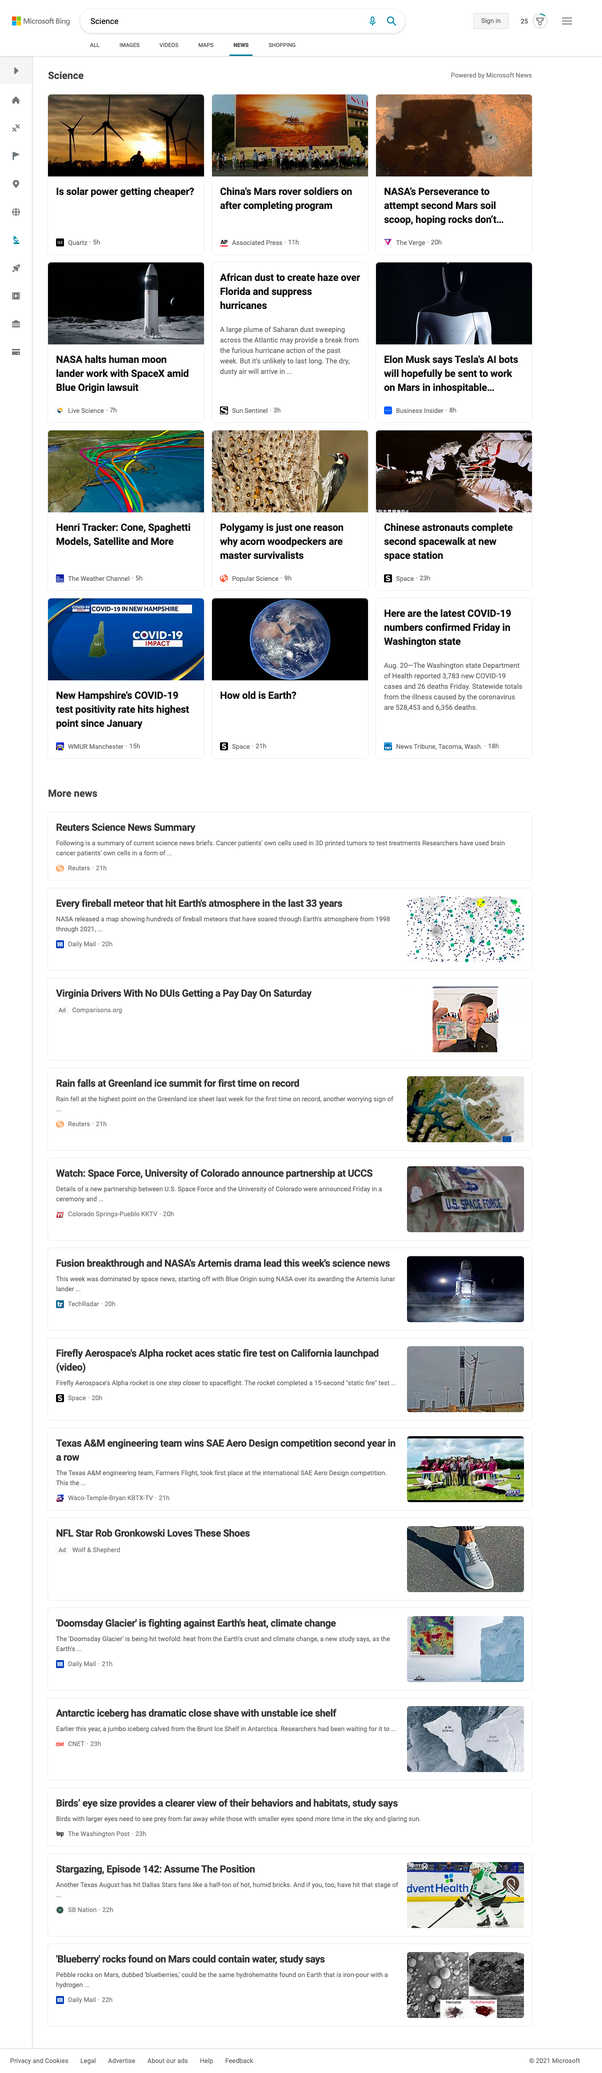 Microsoft Bing
Science
Sign in
25
ALL
IMAGES
VIDEOS
MAPS
NEWS
SHOPPING
Science
Powered by Microsoft News
Is solar power getting cheaper?
Quartz · 5h
China's Mars rover soldiers on
after completing program
AP Associated Press · 11h
NASA's Perseverance to
attempt second Mars soil
scoop, hoping rocks don't...
The Verge · 20h
NASA halts human moon
lander work with SpaceX amid
Blue Origin lawsuit
Live Science · 7h
African dust to create haze over
Florida and suppress
hurricanes
A large plume of Saharan dust sweeping
across the Atlantic may provide a break from
the furious hurricane action of the past
week. But it's unlikely to last long. The dry,
dusty air will arrive in ...
Sun Sentinel · 3h
Elon Musk says Tesla's AI bots
will hopefully be sent to work
on Mars in inhospitable...
Business Insider · 8h
Henri Tracker: Cone, Spaghetti
Models, Satellite and More
The Weather Channel · 5h
Polygamy is just one reason
why acorn woodpeckers are
master survivalists
Popular Science · 9h
Chinese astronauts complete
second spacewalk at new
space station
S Space · 23h
COVID-19 IN NEW HAMPSHIRE
NH
COVID-19
IMPACT
New Hampshire's COVID-19
test positivity rate hits highest
point since January
WMUR Manchester · 15h
How old is Earth?
S Space · 21h
Here are the latest COVID-19
numbers confirmed Friday in
Washington state
Aug. 20—The Washington state Department
of Health reported 3,783 new COVID-19
cases and 26 deaths Friday. Statewide totals
from the illness caused by the coronavirus
are 528,453 and 6,356 deaths.
News Tribune, Tacoma, Wash. · 18h
More news
Reuters Science News Summary
Following is a summary of current science news briefs. Cancer patients' own cells used in 3D printed tumors to test treatments Researchers have used brain
cancer patients' own cells in a form of ...
Reuters · 21h
Every fireball meteor that hit Earth's atmosphere in the last 33 years
NASA released a map showing hundreds of fireball meteors that have soared through Earth's atmosphere from 1998
through 2021, ...
Daily Mail · 20h
Virginia Drivers With No DUIs Getting a Pay Day On Saturday
Ad Comparisons.org
Rain falls at Greenland ice summit for first time on record
Rain fell at the highest point on the Greenland ice sheet last week for the first time on record, another worrying sign of
...
Reuters · 21h
Watch: Space Force, University of Colorado announce partnership at UCCS
Details of a new partnership between U.S. Space Force and the University of Colorado were announced Friday in a
ceremony and ...
Colorado Springs-Pueblo KKTV · 20h
U.S. SPACE FORCE
Fusion breakthrough and NASA's Artemis drama lead this week's science news
This week was dominated by space news, starting off with Blue Origin suing NASA over its awarding the Artemis lunar
lander ...
tr TechRadar · 20h
Firefly Aerospace's Alpha rocket aces static fire test on California launchpad
(video)
Firefly Aerospace's Alpha rocket is one step closer to spaceflight. The rocket completed a 15-second "static fire" test ...
S Space · 20h
Texas A&M engineering team wins SAE Aero Design competition second year in
a row
The Texas A&M engineering team, Farmers Flight, took first place at the international SAE Aero Design competition.
This the ...
Waco-Temple-Bryan KBTX-TV · 21h
NFL Star Rob Gronkowski Loves These Shoes
Ad Wolf & Shepherd
'Doomsday Glacier' is fighting against Earth's heat, climate change
The 'Doomsday Glacier' is being hit twofold: heat from the Earth's crust and climate change, a new study says, as the
Earth's ...
Daily Mail · 21h
Antarctic iceberg has dramatic close shave with unstable ice shelf
Earlier this year, a jumbo iceberg calved from the Brunt Ice Shelf in Antarctica. Researchers had been waiting for it to ...
CNET · 23h
Birds' eye size provides a clearer view of their behaviors and habitats, study says
Birds with larger eyes need to see prey from far away while those with smaller eyes spend more time in the sky and glaring sun.
wp The Washington Post · 23h
Stargazing, Episode 142: Assume The Position
Another Texas August has hit Dallas Stars fans like a half-ton of hot, humid bricks. And if you, too, have hit that stage of
...
SB Nation · 22h
dventHealth
'Blueberry' rocks found on Mars could contain water, study says
Pebble rocks on Mars, dubbed 'blueberries,' could be the same hydrohematite found on Earth that is iron-pour with a
hydrogen ...
Daily Mail · 22h
Hematite
Hydrohematite
Privacy and Cookies
Legal
Advertise
About our ads
Help
Feedback
© 2021 Microsoft